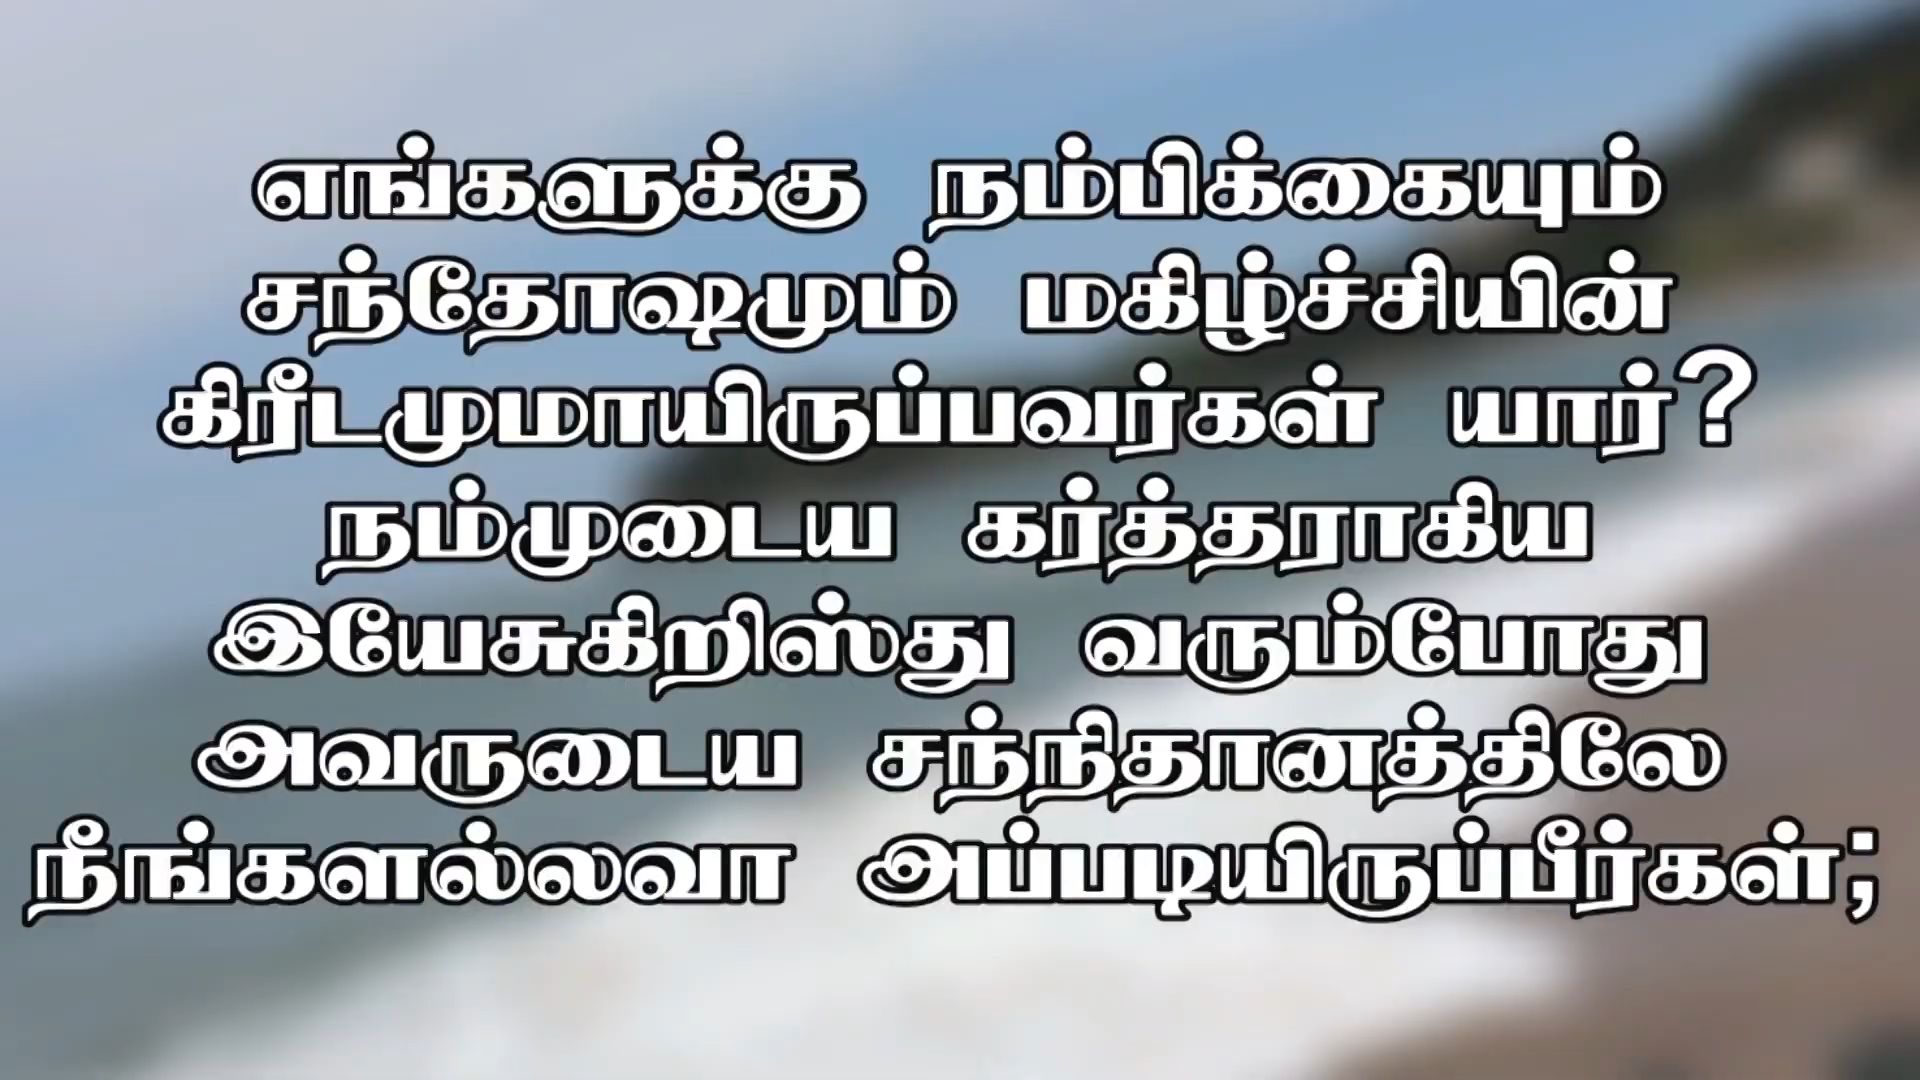 எங்களுக்கு நம்பிக்கையும்
சந்தோஷமும் மகிழ்ச்சியின்
கிரீடமுமாயிருப்பவர்கள் யார்?
நம்முடைய கர்த்தராகிய
இயேசுகிறிஸ்து வரும்போது
அவருடைய சந்நிதானத்திலே
நீங்களல்லவா அப்படியிருப்பீர்கள்;